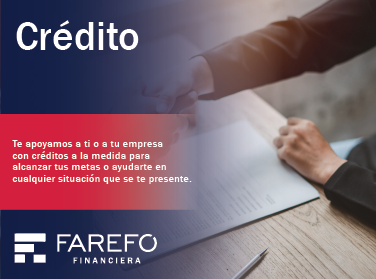 Crédito
Te apoyamos a ti o a tu empresa
con créditos a la medida para
alcanzar tus metas o ayudarte en
cualquier situación que se te presente.
FAREFO
FINANCIERA